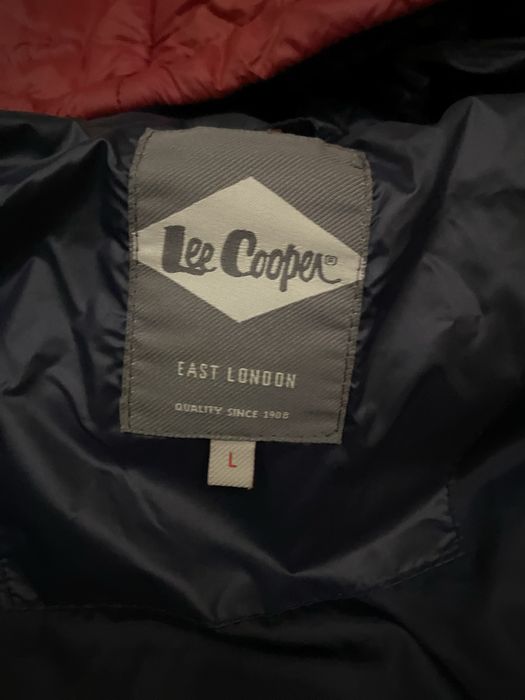 Lee Cooper®
EAST LONDON
QUALITY SINCE 1908
L